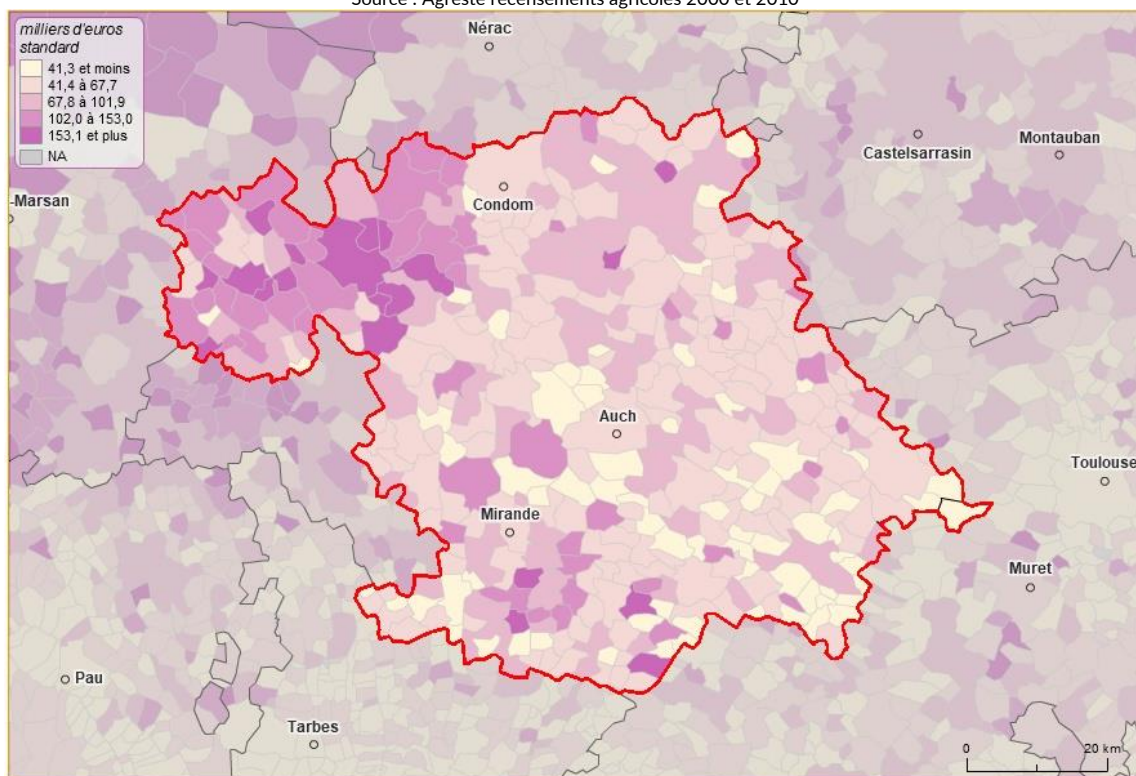 Source : Agreste recensements agricoles 2000 et 2010
milliers d'euros
standard
41,3 et moins
41,4 à 67,7
67,8 à 101,9
102,0 à 153,0
153,1 et plus
NA
Nérac
Montauban
Castelsarrasin
-Marsan
Condom
Auch
Toulouse
Mirande
Muret
Pau
Tarbes
0 20 km